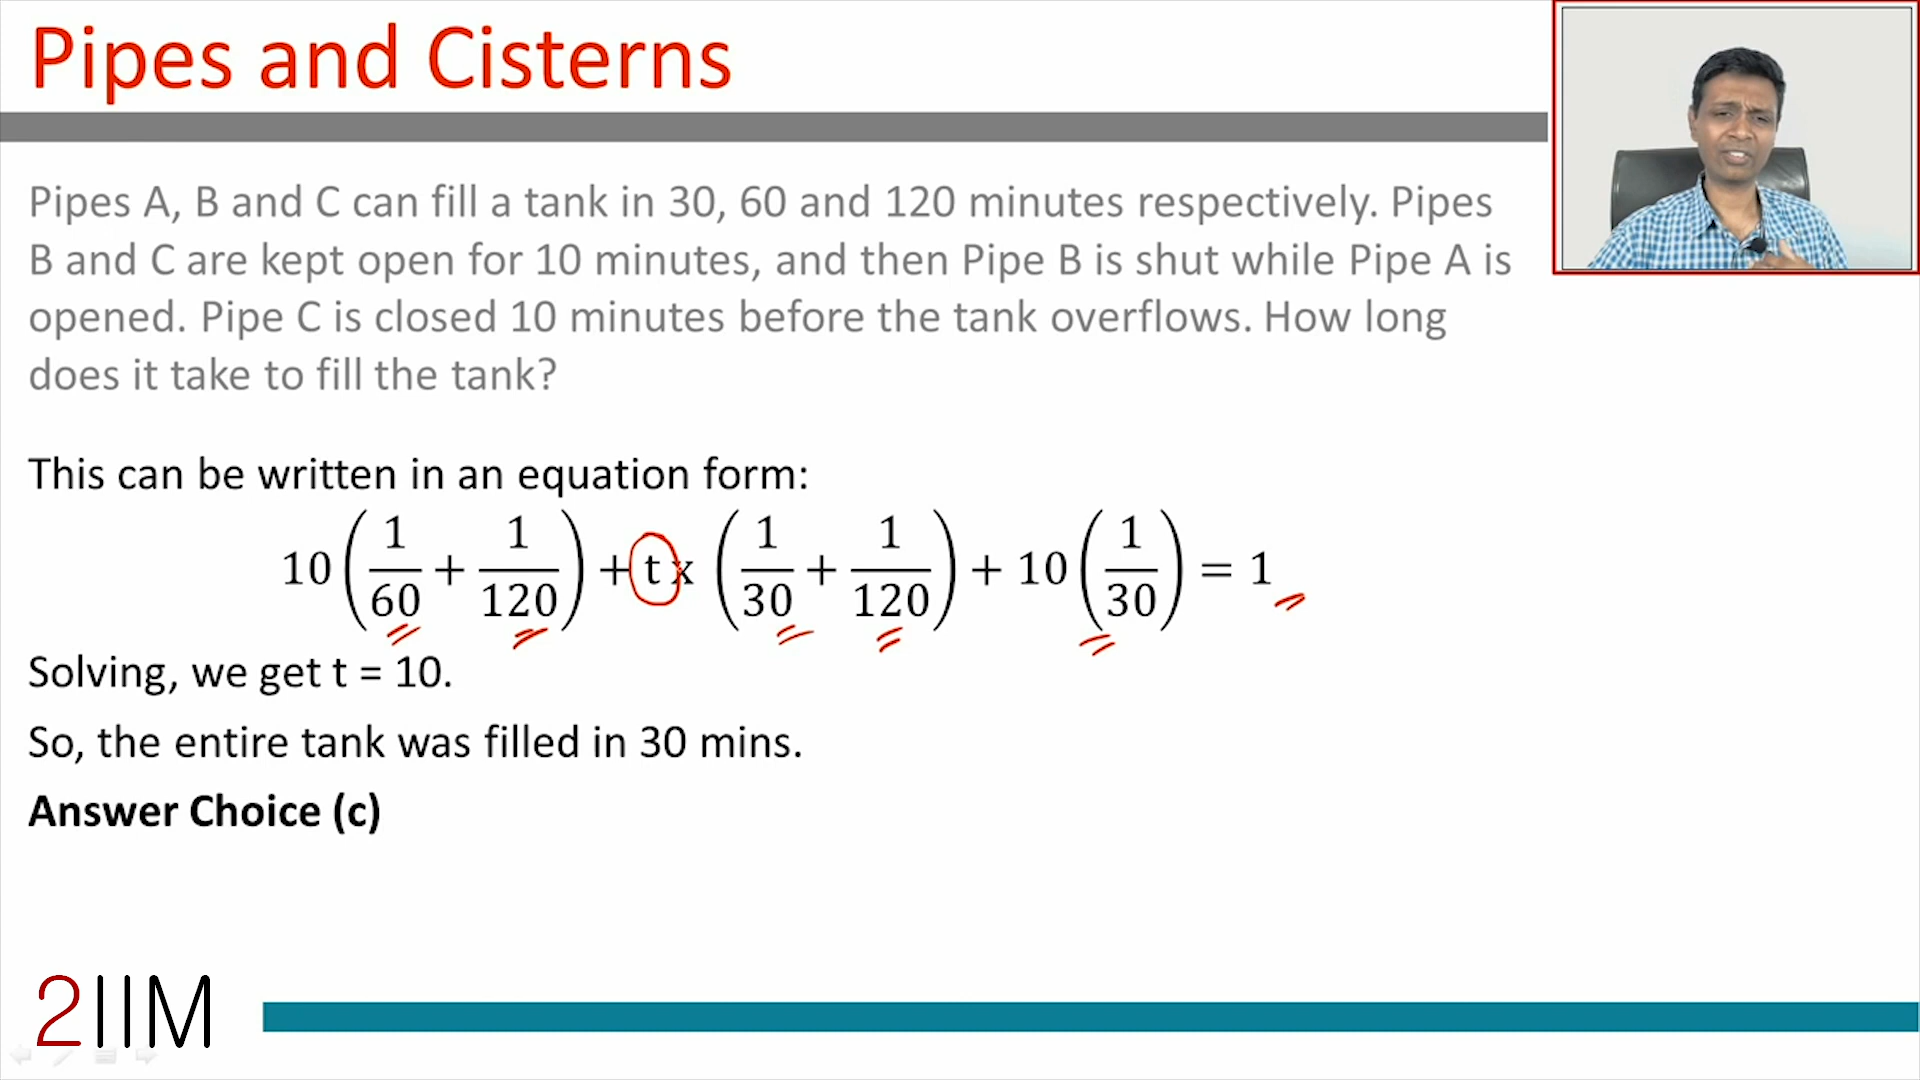 Pipes and Cisterns
Pipes A, B and C can fill a tank in 30, 60 and 120 minutes respectively. Pipes
B and C are kept open for 10 minutes, and then Pipe B is shut while Pipe A is
opened. Pipe C is closed 10 minutes before the tank overflows. How long
does it take to fill the tank?
This can be written in an equation form:
10(1/60 + 1/120) + t x (1/30 + 1/120) + 10(1/30) = 1
Solving, we get t = 10.
So, the entire tank was filled in 30 mins.
Answer Choice (c)
2IIM